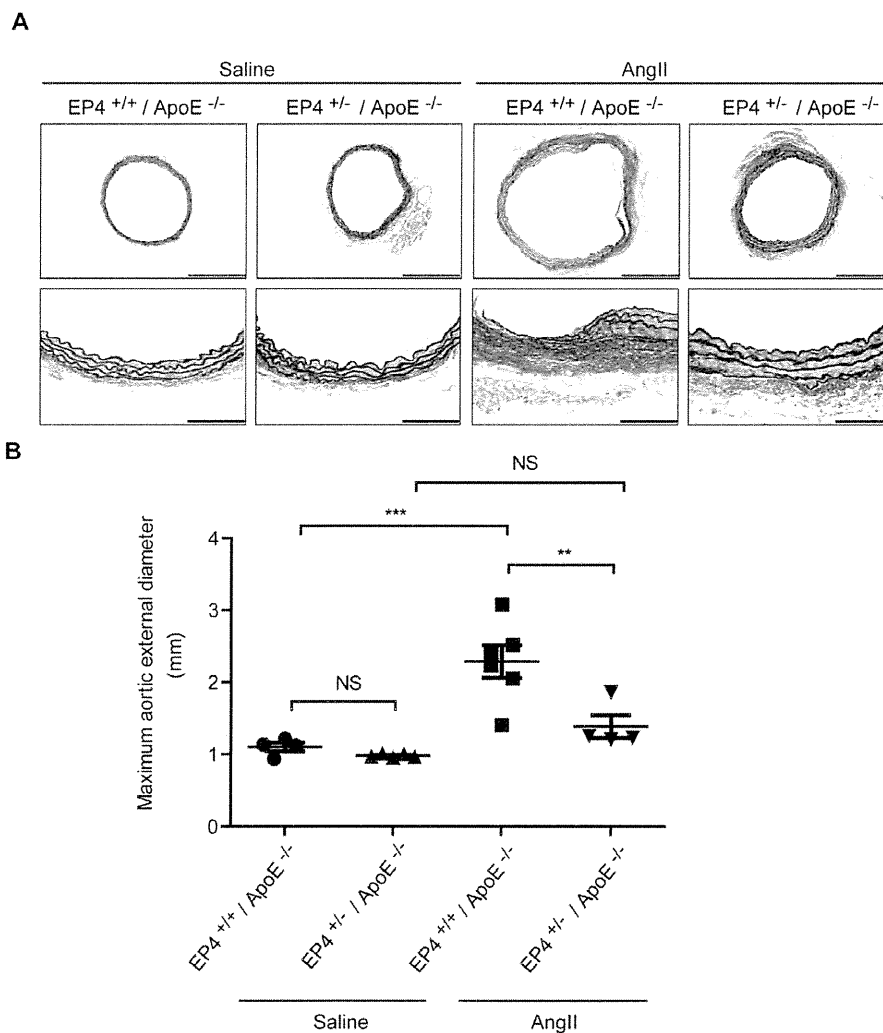 A
Saline AngII
EP4 +/+ / ApoE -/- EP4 +/- / ApoE -/- EP4 +/+ / ApoE -/- EP4 +/- / ApoE -/-
B
NS
***
**
NS
Maximum aortic external diameter
(mm)
4
3
2
1
0
EP4 +/+ / ApoE -/-
EP4 +/- / ApoE -/-
EP4 +/+ / ApoE -/-
EP4 +/- / ApoE -/-
Saline AngII